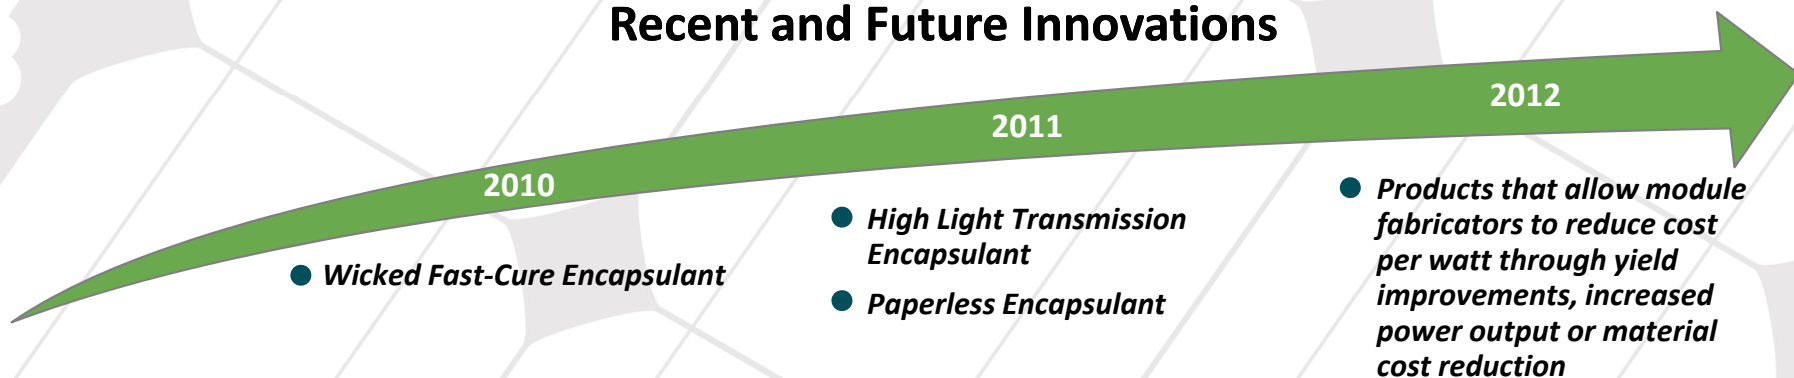 Recent and Future Innovations
2010
2011
2012
Wicked Fast-Cure Encapsulant
High Light Transmission
Encapsulant
Paperless Encapsulant
Products that allow module
fabricators to reduce cost
per watt through yield
improvements, increased
power output or material
cost reduction